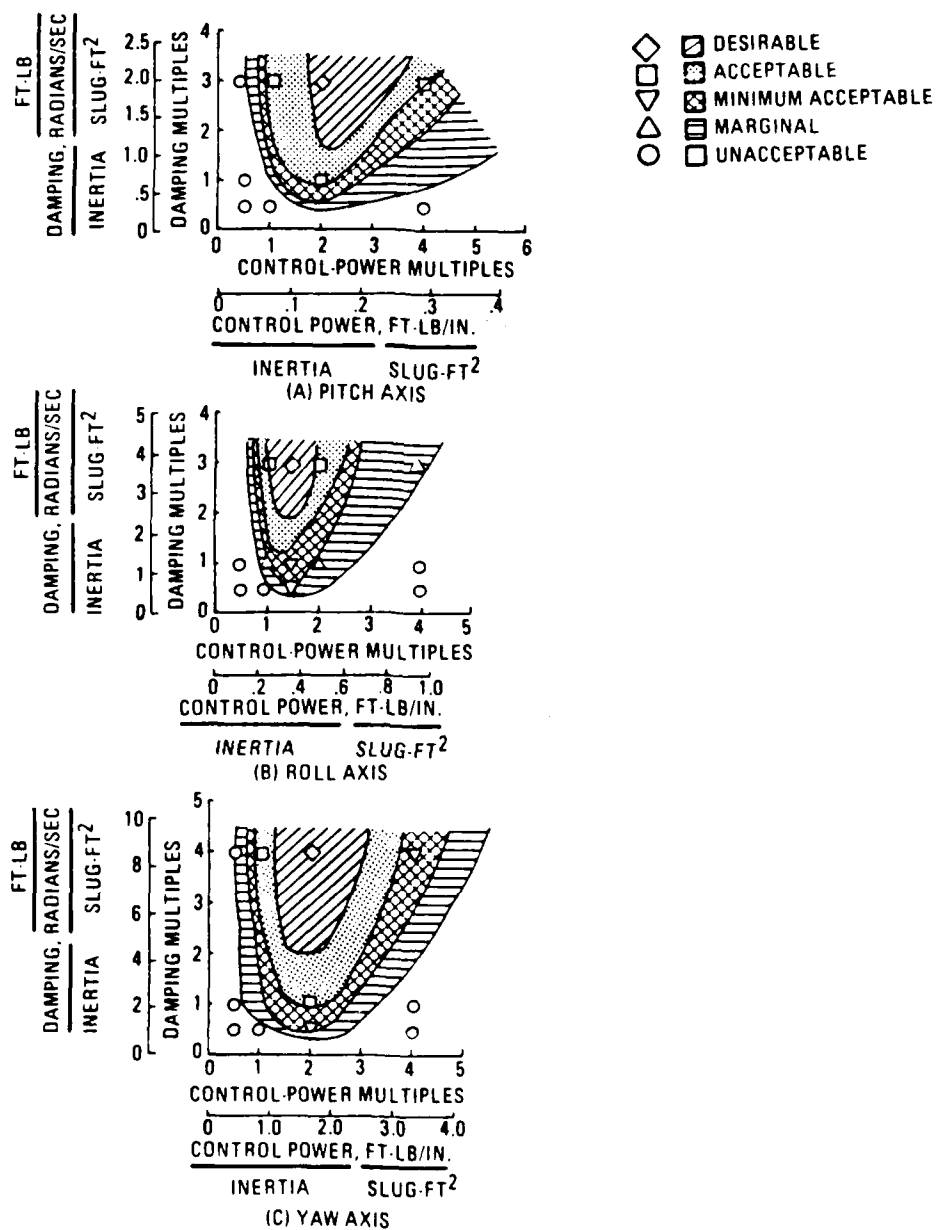 DESIRABLE
ACCEPTABLE
MINIMUM ACCEPTABLE
MARGINAL
UNACCEPTABLE
FT-LB
DAMPING, RADIANS/SEC
INERTIA SLUG-FT2
2.5
2.0
1.5
1.0
.5
0
DAMPING MULTIPLES
4
3
2
1
0
0 1 2 3 4 5 6
CONTROL-POWER MULTIPLES
0 .1 .2 .3 .4
CONTROL POWER, FT-LB/IN.
INERTIA SLUG-FT2
(A) PITCH AXIS
FT-LB
DAMPING, RADIANS/SEC
INERTIA SLUG-FT2
5
4
3
2
1
0
DAMPING MULTIPLES
4
3
2
1
0
0 1 2 3 4 5
CONTROL-POWER MULTIPLES
0 .2 .4 .6 .8 1.0
CONTROL POWER, FT-LB/IN.
INERTIA SLUG-FT2
(B) ROLL AXIS
FT-LB
DAMPING, RADIANS/SEC
INERTIA SLUG-FT2
10
8
6
4
2
0
DAMPING MULTIPLES
5
4
3
2
1
0
0 1 2 3 4 5
CONTROL-POWER MULTIPLES
0 1.0 2.0 3.0 4.0
CONTROL POWER, FT-LB/IN.
INERTIA SLUG-FT2
(C) YAW AXIS